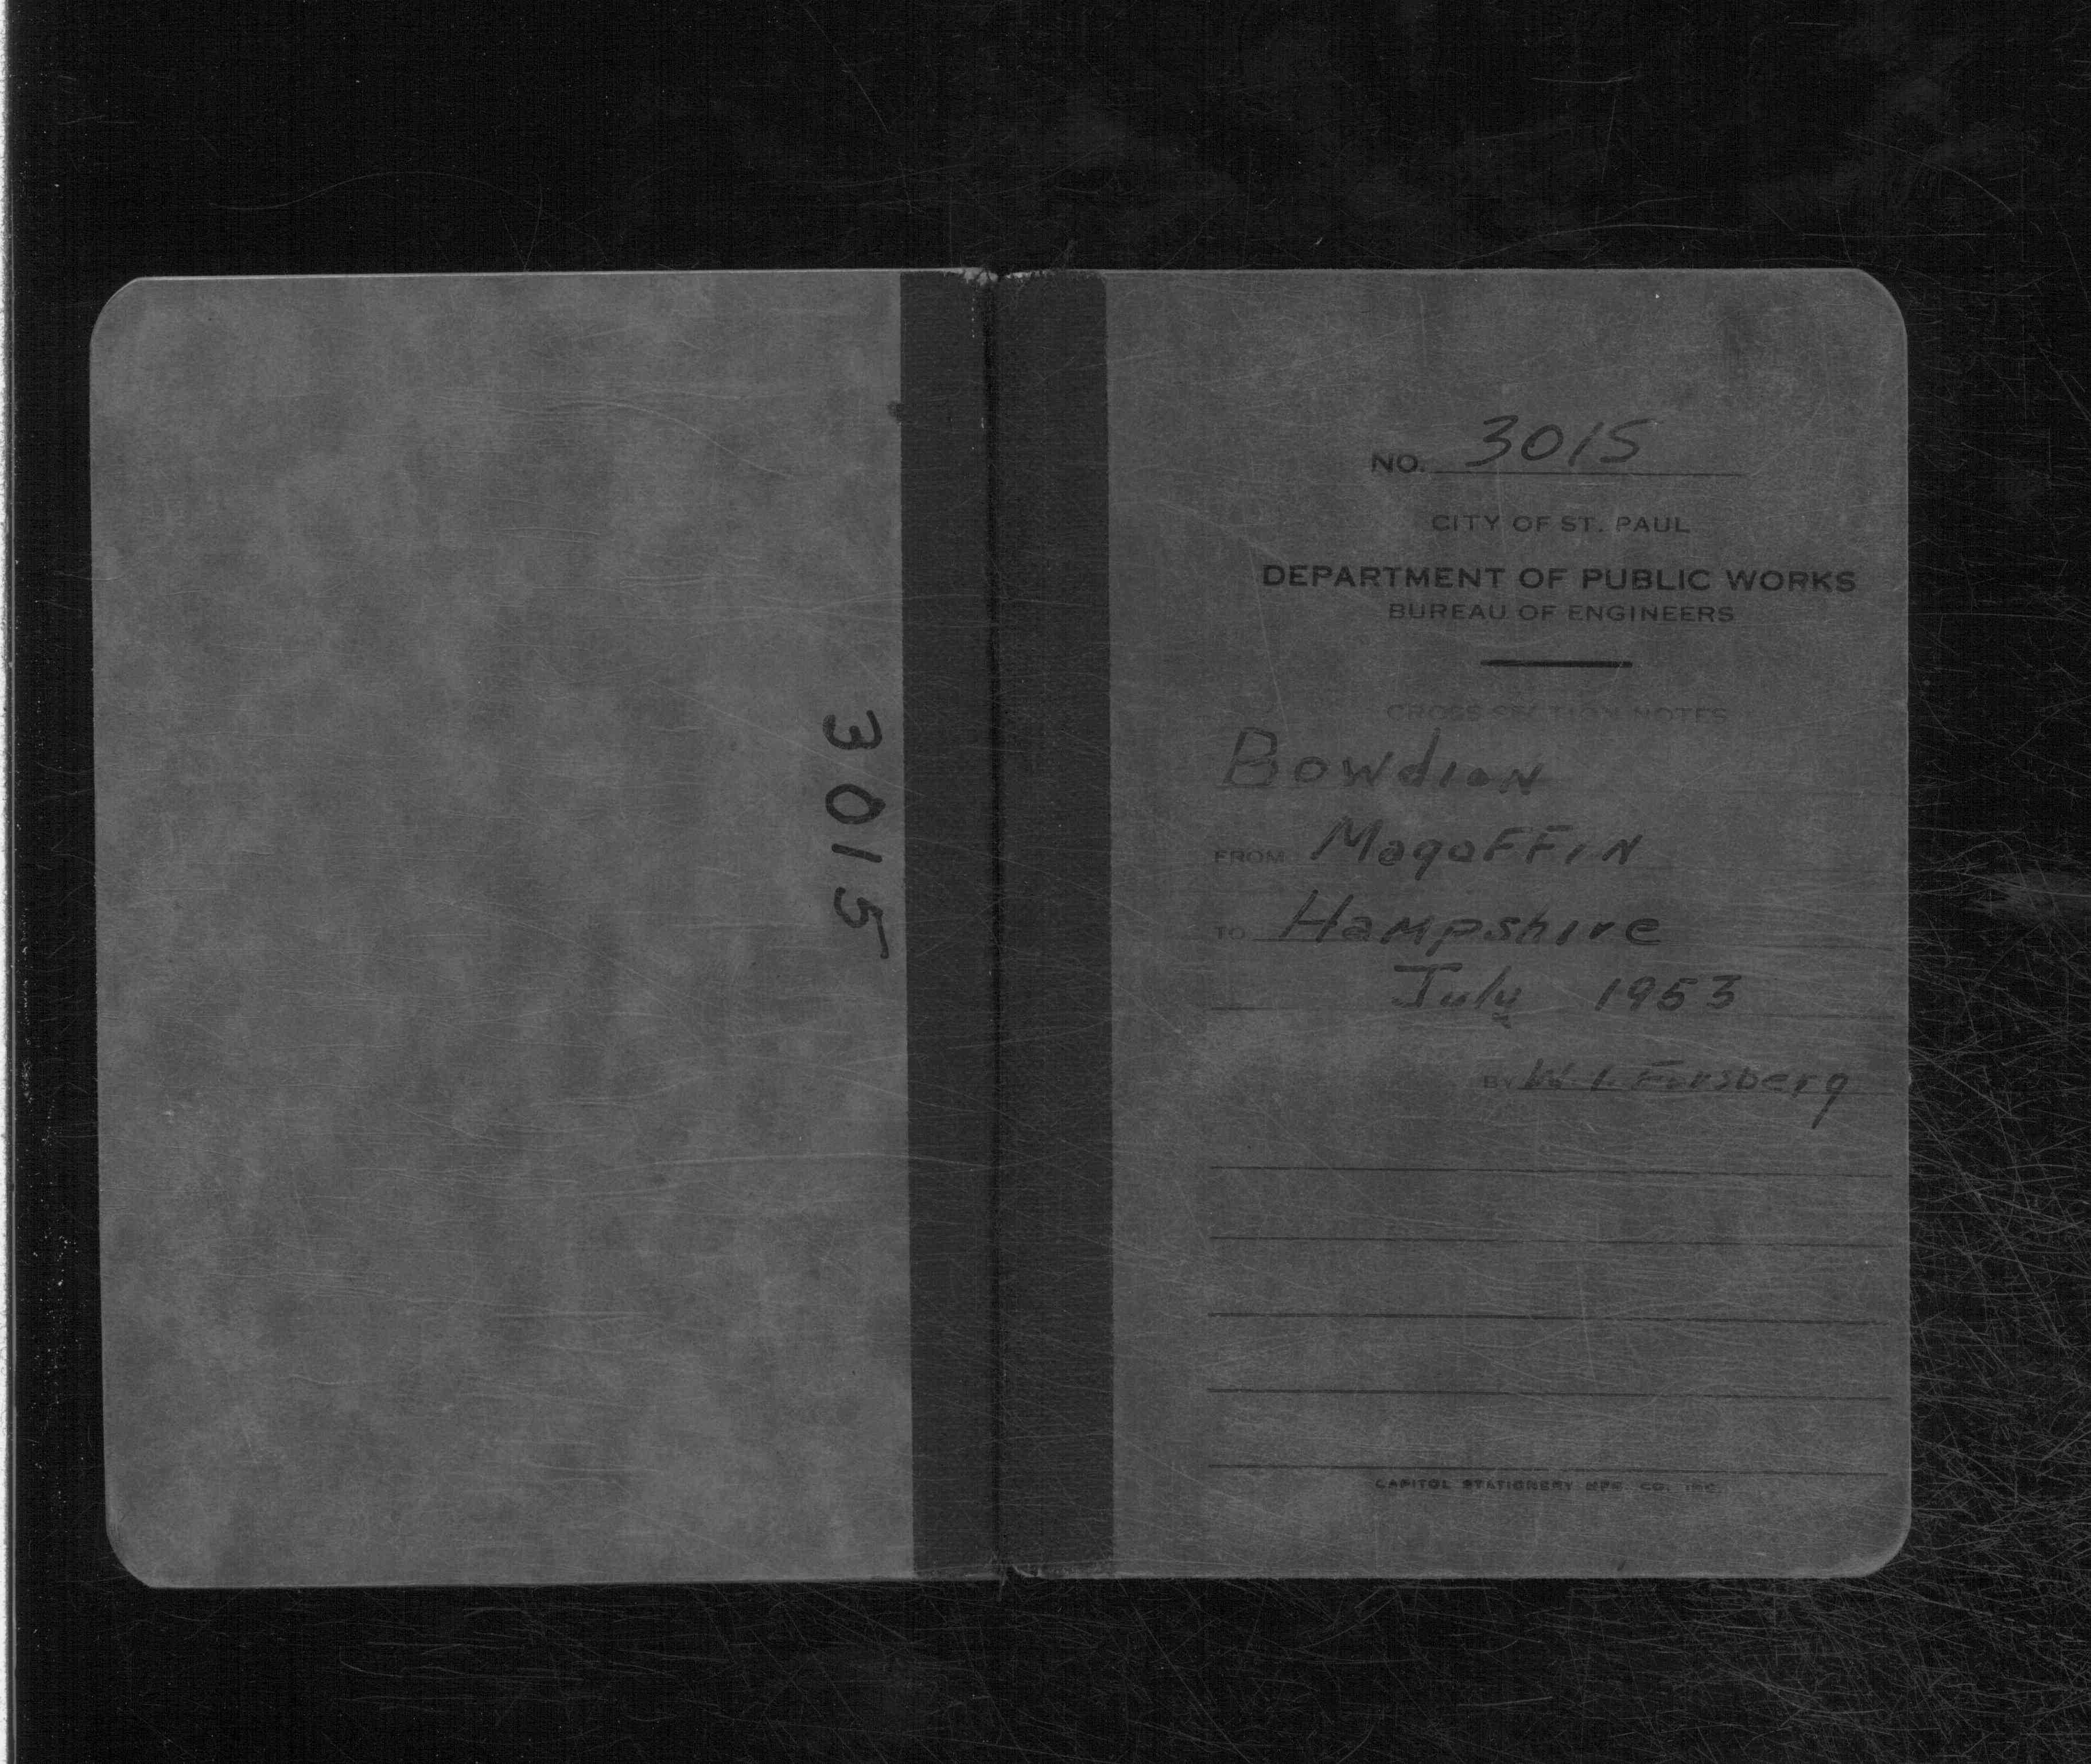 3015
NO. 3015
CITY OF ST. PAUL
DEPARTMENT OF PUBLIC WORKS
BUREAU OF ENGINEERS
CROSS SECTION NOTES
Bowdion
FROM Magoffin
TO Hampshire
July 1953
BY W. L.
CAPITOL STATIONERY MFG. CO. INC.